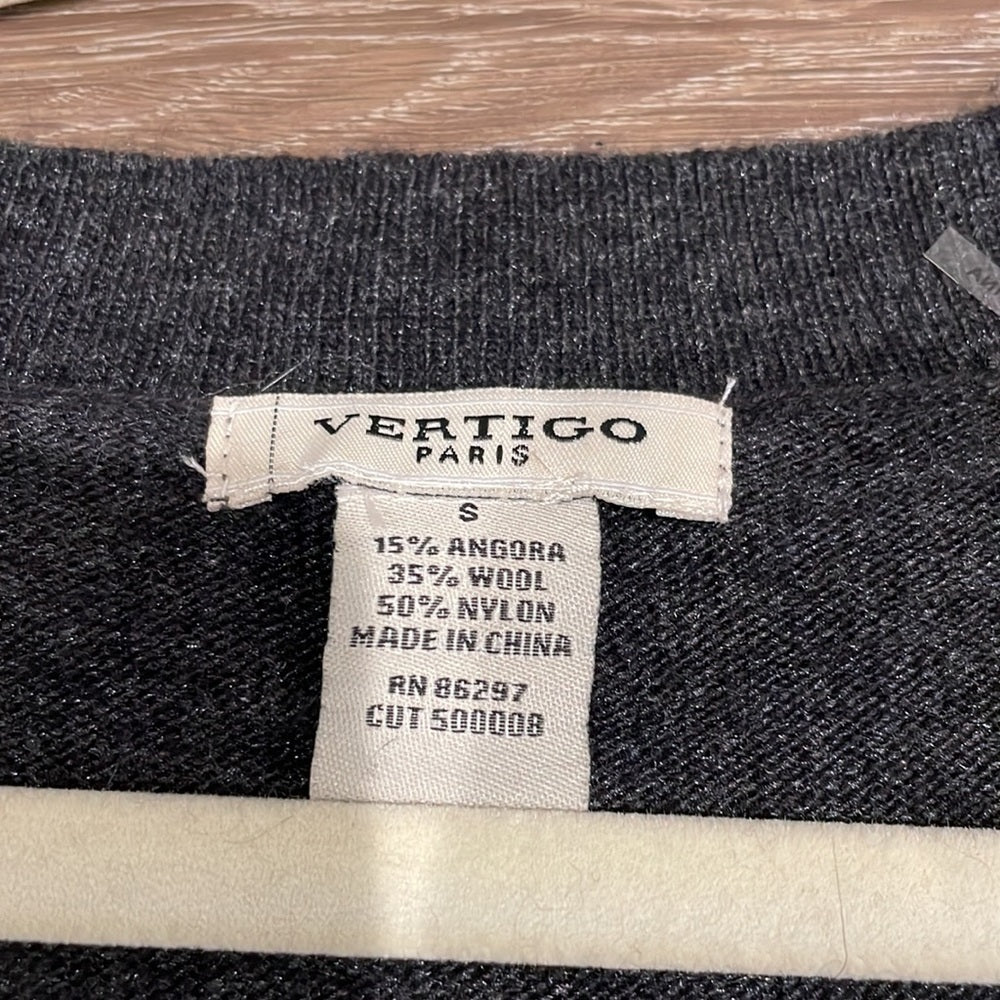 VERTIGO
PARIS
S
15% ANGORA
35% WOOL
50% NYLON
MADE IN CHINA
RN 86297
CUT 500008